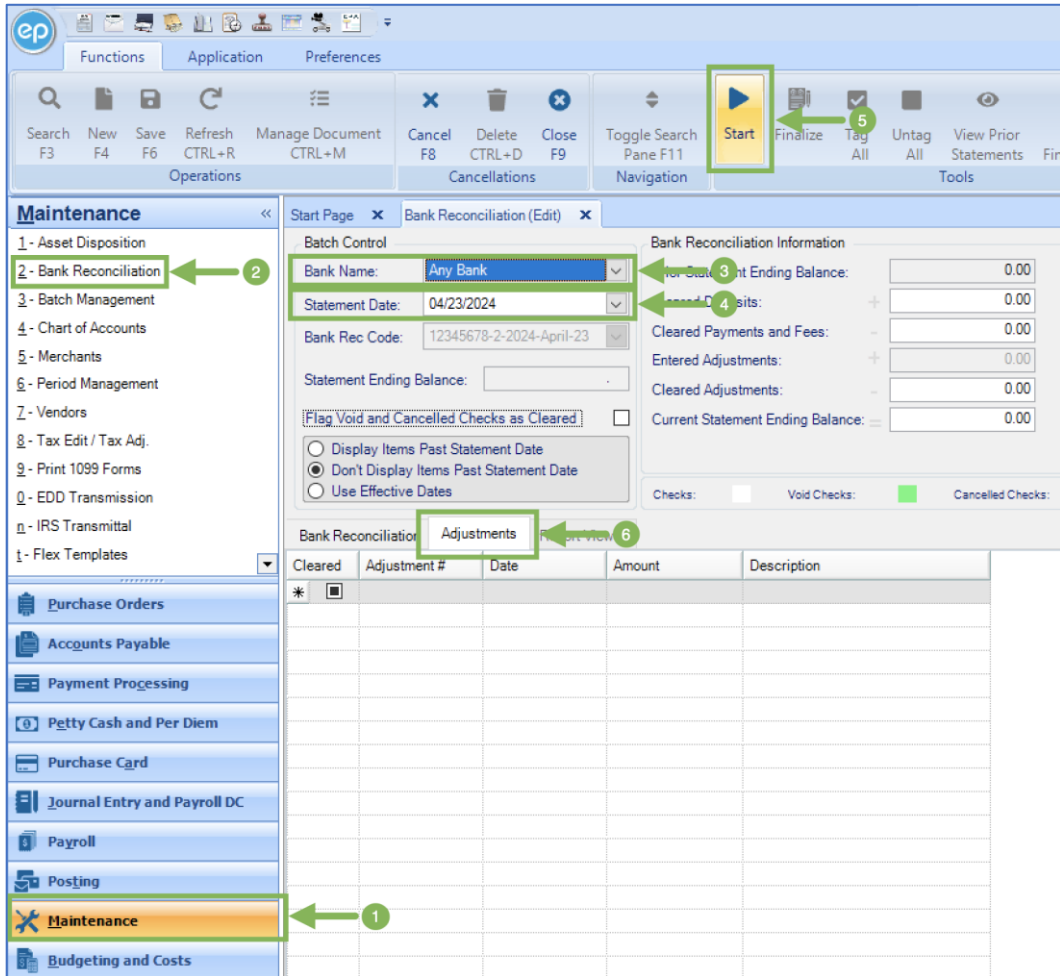 ep
Functions Application Preferences
Search F3
New F4
Save F6
Refresh CTRL+R
Manage Document CTRL+M
Cancel F8
Delete CTRL+D
Close F9
Toggle Search Pane F11
Start
5
Finalize
Tag All
Untag All
View Prior Statements
Fin
Operations Cancellations Navigation Tools
Maintenance «
1 - Asset Disposition
2 - Bank Reconciliation 2
3 - Batch Management
4 - Chart of Accounts
5 - Merchants
6 - Period Management
7 - Vendors
8 - Tax Edit / Tax Adj.
9 - Print 1099 Forms
0 - EDD Transmission
n - IRS Transmittal
t - Flex Templates
Purchase Orders
Accounts Payable
Payment Processing
Petty Cash and Per Diem
Purchase Card
Journal Entry and Payroll DC
Payroll
Posting
Maintenance 1
Budgeting and Costs
Start Page Bank Reconciliation (Edit)
Batch Control
Bank Name: Any Bank 3
Statement Date: 04/23/2024 4
Bank Rec Code: 12345678-2-2024-April-23
Statement Ending Balance: .
Flag Void and Cancelled Checks as Cleared
Display Items Past Statement Date
Don't Display Items Past Statement Date
Use Effective Dates
Bank Reconciliation Information
Ending Balance: 0.00
+ 0.00
Cleared Payments and Fees: - 0.00
Entered Adjustments: + 0.00
Cleared Adjustments: - 0.00
Current Statement Ending Balance: = 0.00
Checks: Void Checks: Cancelled Checks:
Bank Reconciliation Adjustments 6
Cleared Adjustment # Date Amount Description
*